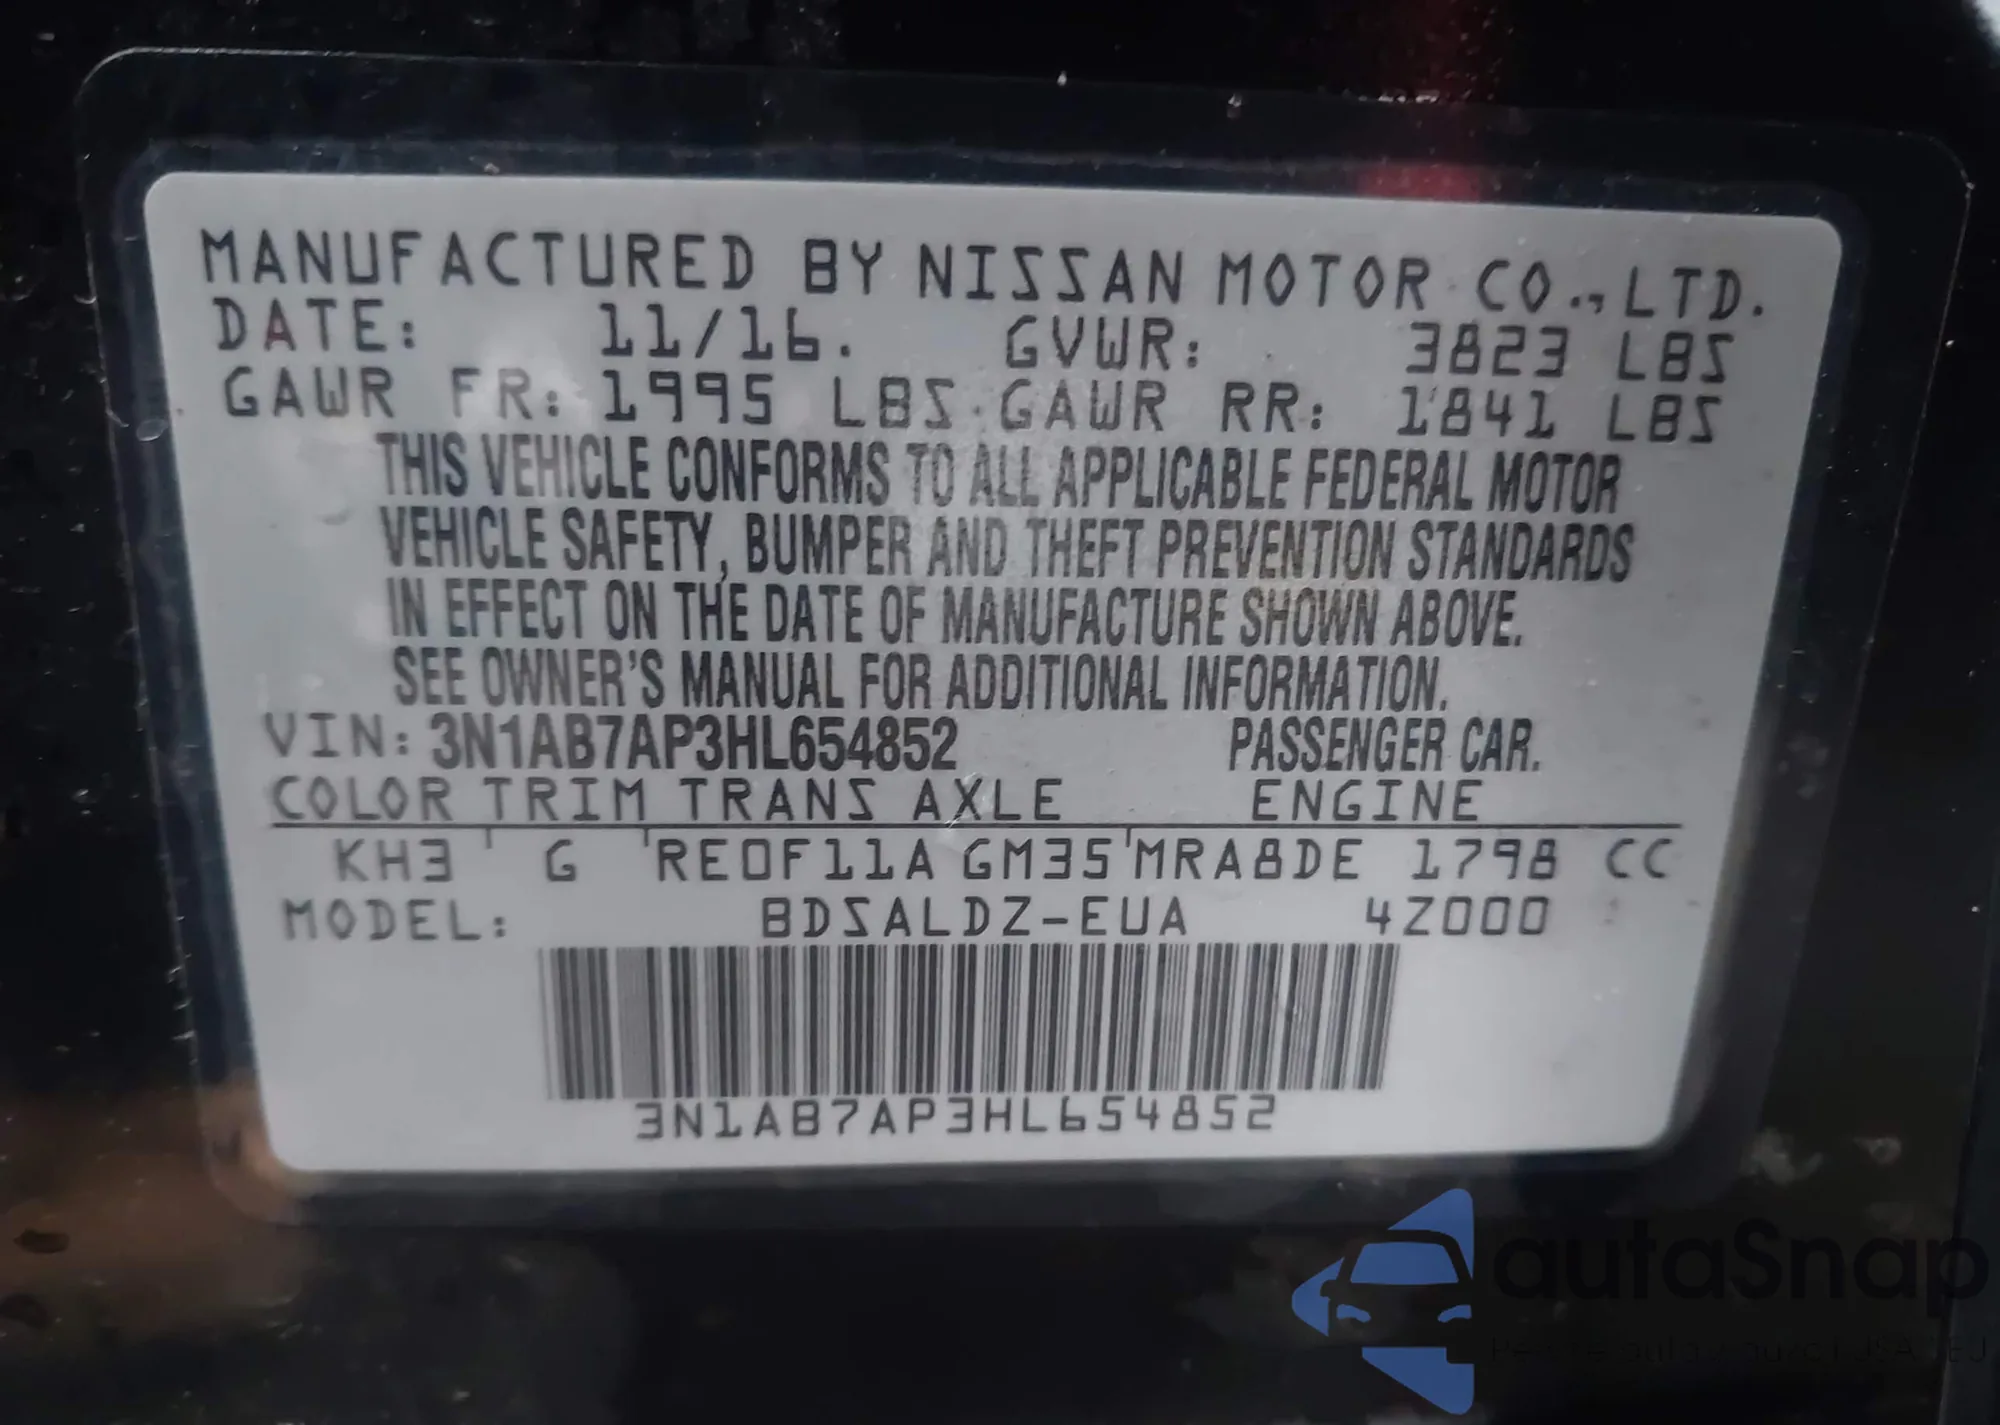 MANUFACTURED BY NISSAN MOTOR CO.,LTD.
DATE: 11/16. GVWR: 3823 LBS
GAWR FR: 1995 LBS GAWR RR: 1841 LBS
THIS VEHICLE CONFORMS TO ALL APPLICABLE FEDERAL MOTOR
VEHICLE SAFETY, BUMPER AND THEFT PREVENTION STANDARDS
IN EFFECT ON THE DATE OF MANUFACTURE SHOWN ABOVE.
SEE OWNER'S MANUAL FOR ADDITIONAL INFORMATION.
VIN: 3N1AB7AP3HL654852 PASSENGER CAR.
COLOR TRIM TRANS AXLE ENGINE
KH3 G RE0F11A GM35 MRA8DE 1798 CC
MODEL: BDSALDZ-EUA 4Z000
3N1AB7AP3HL654852
autaSnap